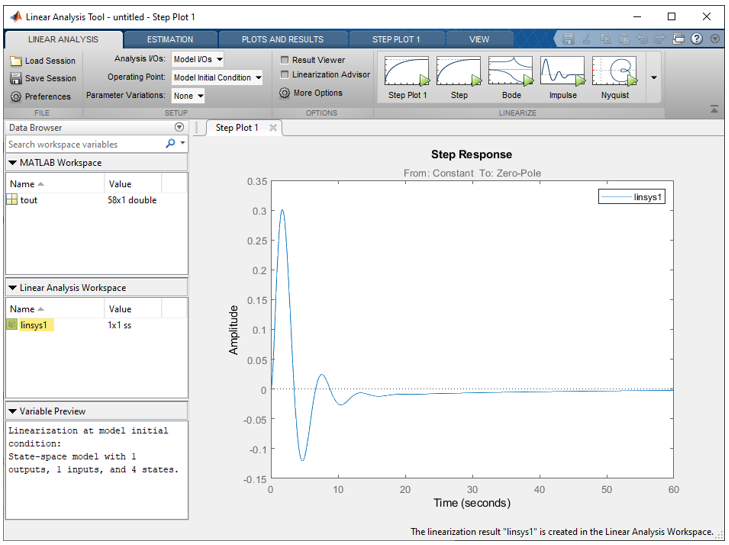 Linear Analysis Tool - untitled - Step Plot 1
LINEAR ANALYSIS ESTIMATION PLOTS AND RESULTS STEP PLOT 1 VIEW
Load Session
Save Session
Preferences
FILE
Analysis I/Os: Model I/Os
Operating Point: Model Initial Condition
Parameter Variations: None
SETUP
Result Viewer
Linearization Advisor
More Options
OPTIONS
Step Plot 1 Step Bode Impulse Nyquist
LINEARIZE
Data Browser
Search workspace variables
MATLAB Workspace
Name Value
tout 58x1 double
Linear Analysis Workspace
Name Value
linsys1 1x1 ss
Variable Preview
Linearization at model initial
condition:
State-space model with 1
outputs, 1 inputs, and 4 states.
Step Plot 1
Step Response
From: Constant To: Zero-Pole
linsys1
Amplitude
0.35
0.3
0.25
0.2
0.15
0.1
0.05
0
-0.05
-0.1
-0.15
0 10 20 30 40 50 60
Time (seconds)
The linearization result "linsys1" is created in the Linear Analysis Workspace.